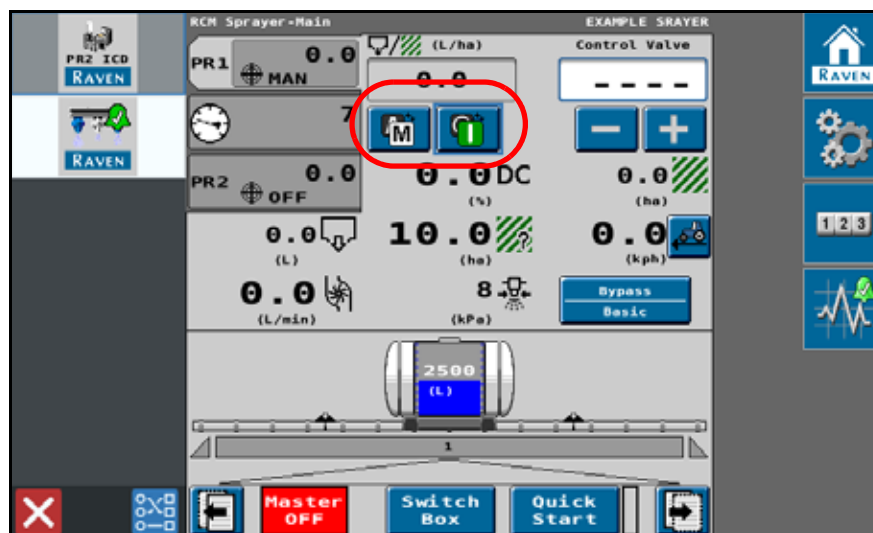 RCM Sprayer-Main
EXAMPLE SRAYER
PR2 ICD
RAVEN
RAVEN
PR1
0.0
MAN
(L/ha)
0.0
Control Valve
----
RAVEN
7
M
I
- +
PR2
0.0
OFF
0.0 DC
(%)
0.0
(ha)
0.0
(L)
10.0
?
(ha)
0.0
(kph)
1 2 3
0.0
(L/min)
8
(kPa)
Bypass
Basic
2500
(L)
1
Master
OFF
Switch
Box
Quick
Start